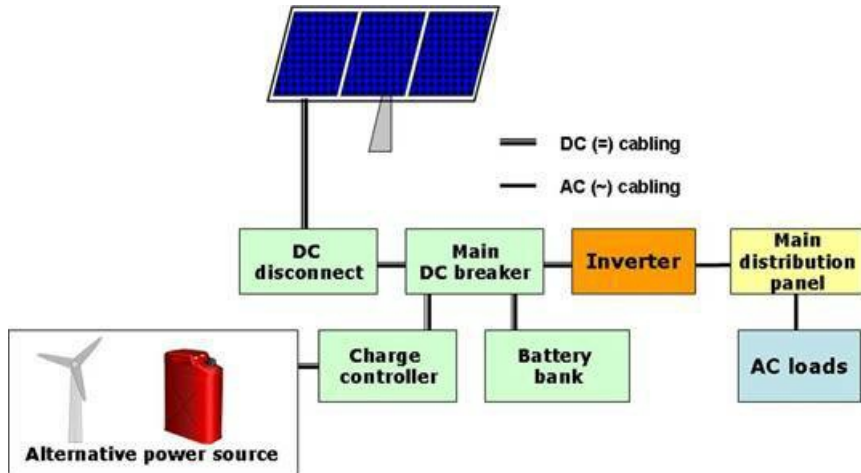 DC (=) cabling
AC (~) cabling
DC
disconnect
Main
DC breaker
Inverter
Main
distribution
panel
Charge
controller
Battery
bank
AC loads
Alternative power source